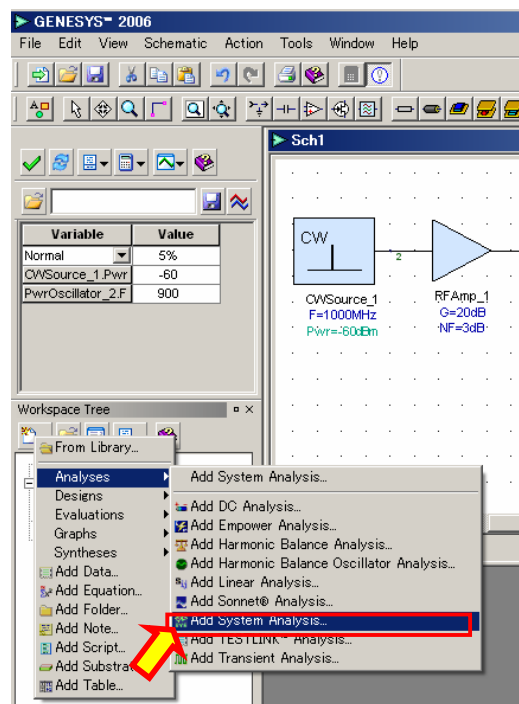 GENESYS™ 2006
File Edit View Schematic Action Tools Window Help
Sch1
Variable Value
Normal 5%
CWSource_1.Pwr -60
PwrOscillator_2.F 900
CW
2
CWSource_1
F=1000MHz
Pwr=-60dBm
RFAmp_1
G=20dB
NF=3dB
Workspace Tree
From Library...
Analyses
Designs
Evaluations
Graphs
Syntheses
Add Data...
Add Equation...
Add Folder...
Add Note...
Add Script...
Add Substrat
Add Table...
Add System Analysis...
Add DC Analysis...
Add Empower Analysis...
Add Harmonic Balance Analysis...
Add Harmonic Balance Oscillator Analysis...
Add Linear Analysis...
Add Sonnet® Analysis...
Add System Analysis...
Add TESTLINK™ Analysis...
Add Transient Analysis...